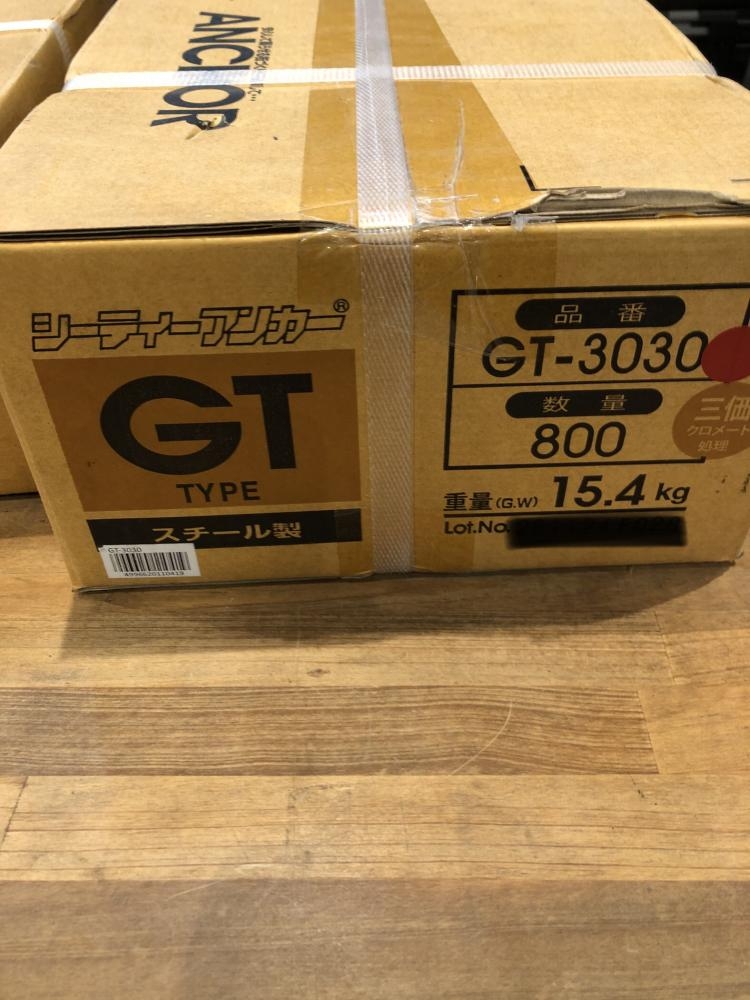 ANCHOR
シーティーアンカー®
GT
TYPE
スチール製
GT-3030
4996620110419
品番
GT-3030
数量
800
三価
クロメート
処理
重量(G.W) 15.4 kg
Lot.No.